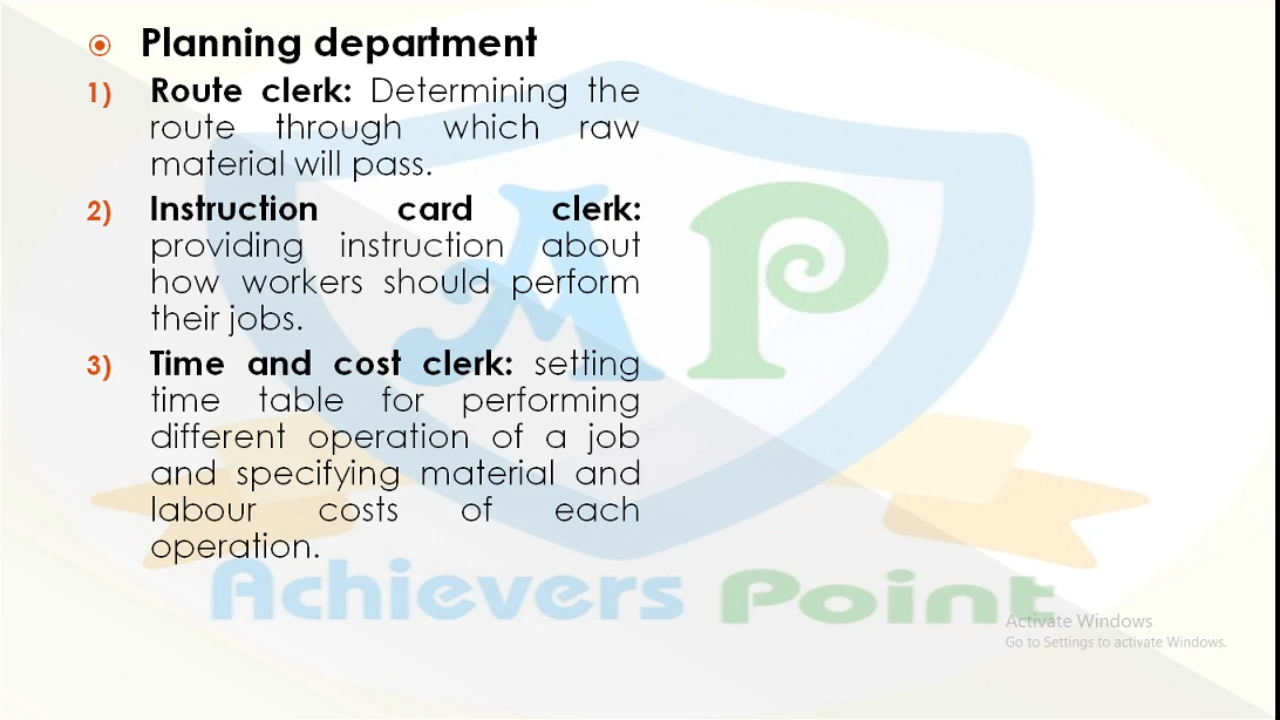 Planning department
1) Route clerk: Determining the
route through which raw
material will pass.
2) Instruction card clerk:
providing instruction about
how workers should perform
their jobs.
3) Time and cost clerk: setting
time table for performing
different operation of a job
and specifying material and
labour costs of each
operation.
AP
Achievers Point
Activate Windows
Go to Settings to activate Windows.